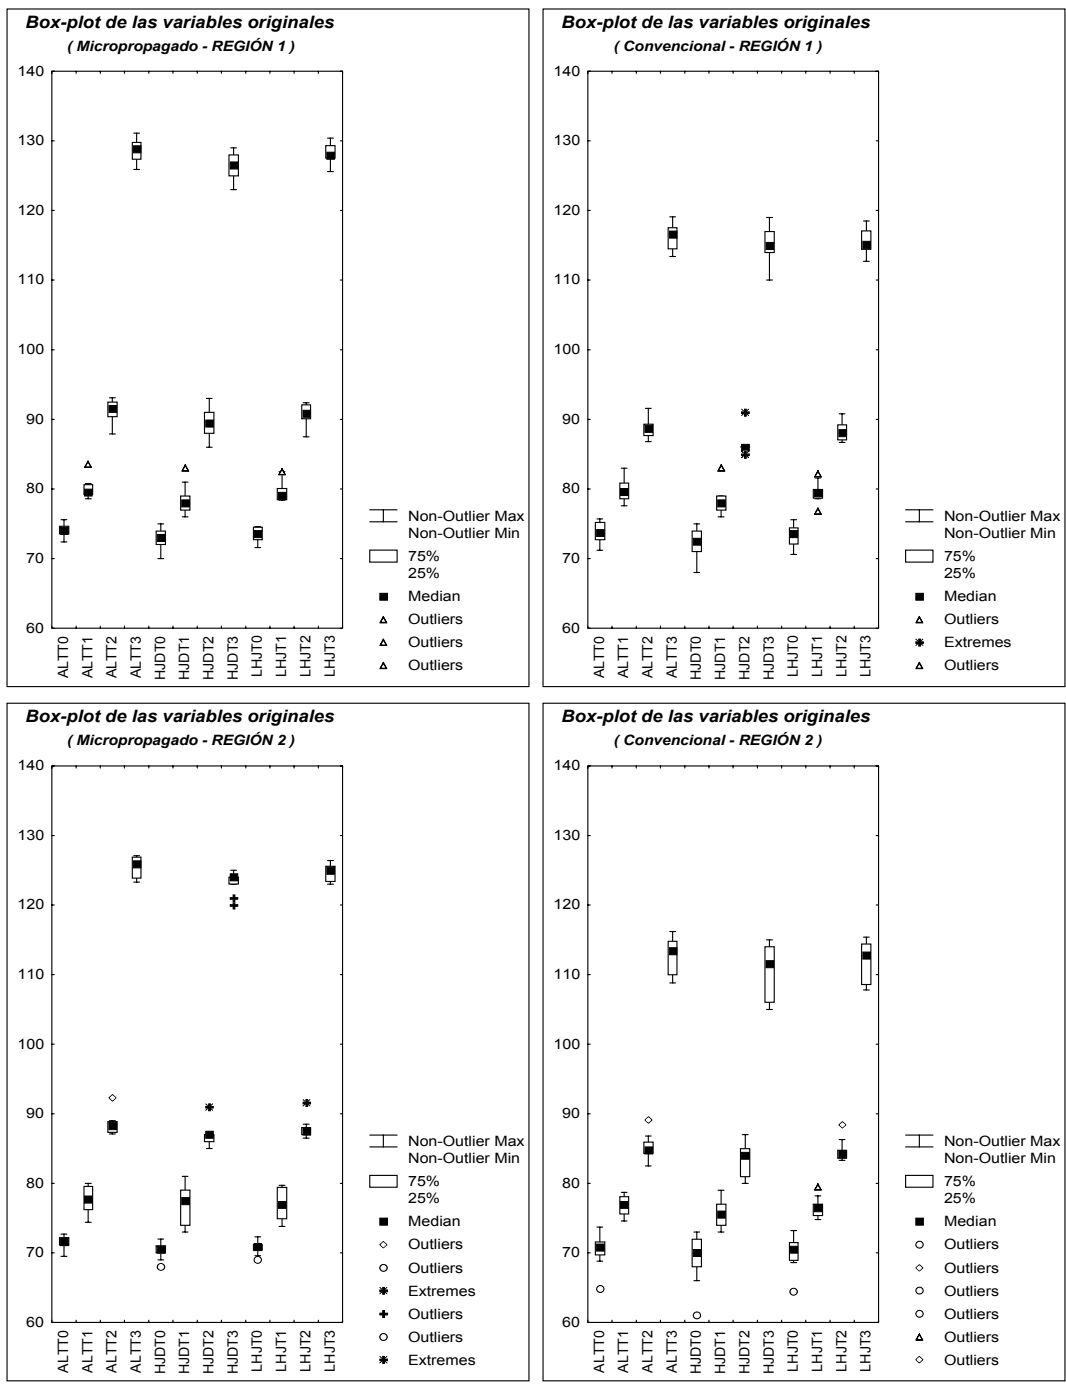 Box-plot de las variables originales
( Micropropagado - REGIÓN 1 )
140
130
120
110
100
90
80
70
60
ALTT0
ALTT1
ALTT2
ALTT3
HJDT0
HJDT1
HJDT2
HJDT3
LHJT0
LHJT1
LHJT2
LHJT3
Non-Outlier Max
Non-Outlier Min
75%
25%
Median
Outliers
Outliers
Outliers
Box-plot de las variables originales
( Convencional - REGIÓN 1 )
140
130
120
110
100
90
80
70
60
ALTT0
ALTT1
ALTT2
ALTT3
HJDT0
HJDT1
HJDT2
HJDT3
LHJT0
LHJT1
LHJT2
LHJT3
Non-Outlier Max
Non-Outlier Min
75%
25%
Median
Outliers
Extremes
Outliers
Box-plot de las variables originales
( Micropropagado - REGIÓN 2 )
140
130
120
110
100
90
80
70
60
ALTT0
ALTT1
ALTT2
ALTT3
HJDT0
HJDT1
HJDT2
HJDT3
LHJT0
LHJT1
LHJT2
LHJT3
Non-Outlier Max
Non-Outlier Min
75%
25%
Median
Outliers
Outliers
Extremes
Outliers
Outliers
Extremes
Box-plot de las variables originales
( Convencional - REGIÓN 2 )
140
130
120
110
100
90
80
70
60
ALTT0
ALTT1
ALTT2
ALTT3
HJDT0
HJDT1
HJDT2
HJDT3
LHJT0
LHJT1
LHJT2
LHJT3
Non-Outlier Max
Non-Outlier Min
75%
25%
Median
Outliers
Outliers
Outliers
Outliers
Outliers
Outliers